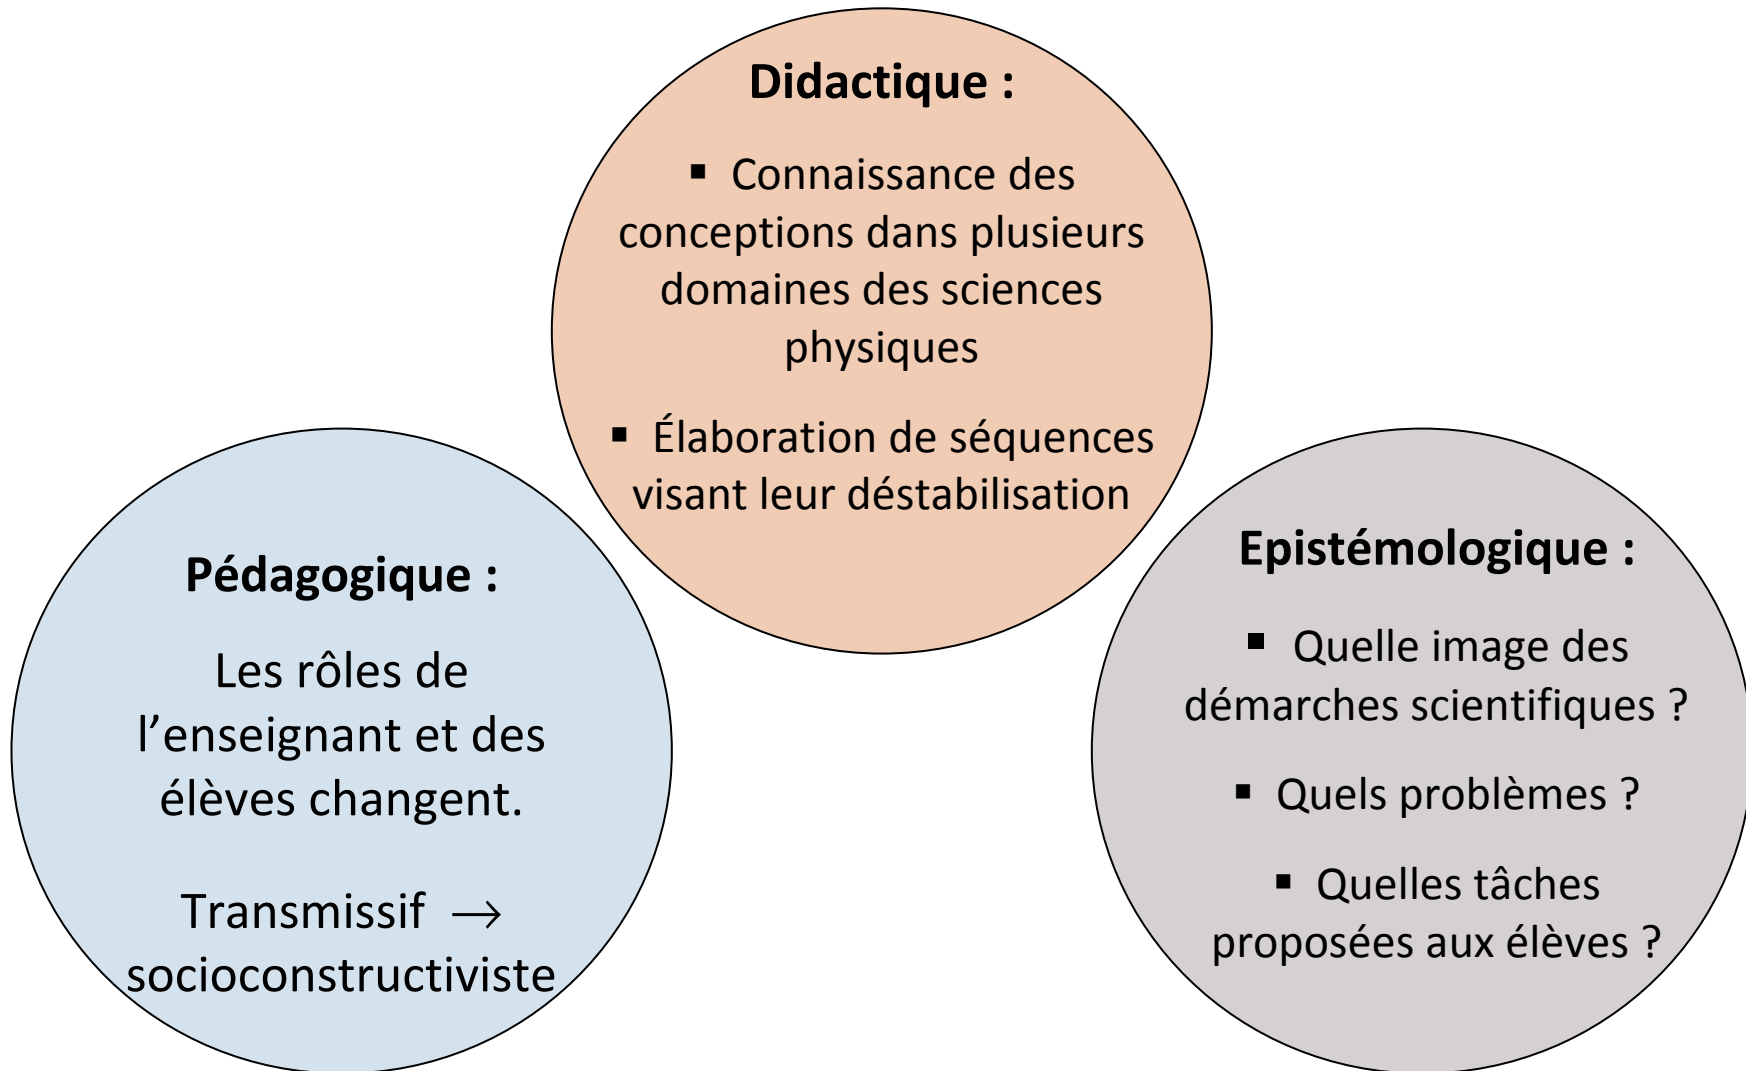 Didactique :
▪ Connaissance des
conceptions dans plusieurs
domaines des sciences
physiques
▪ Élaboration de séquences
visant leur déstabilisation
Pédagogique :
Les rôles de
l’enseignant et des
élèves changent.
Transmissif →
socioconstructiviste
Epistémologique :
▪ Quelle image des
démarches scientifiques ?
▪ Quels problèmes ?
▪ Quelles tâches
proposées aux élèves ?